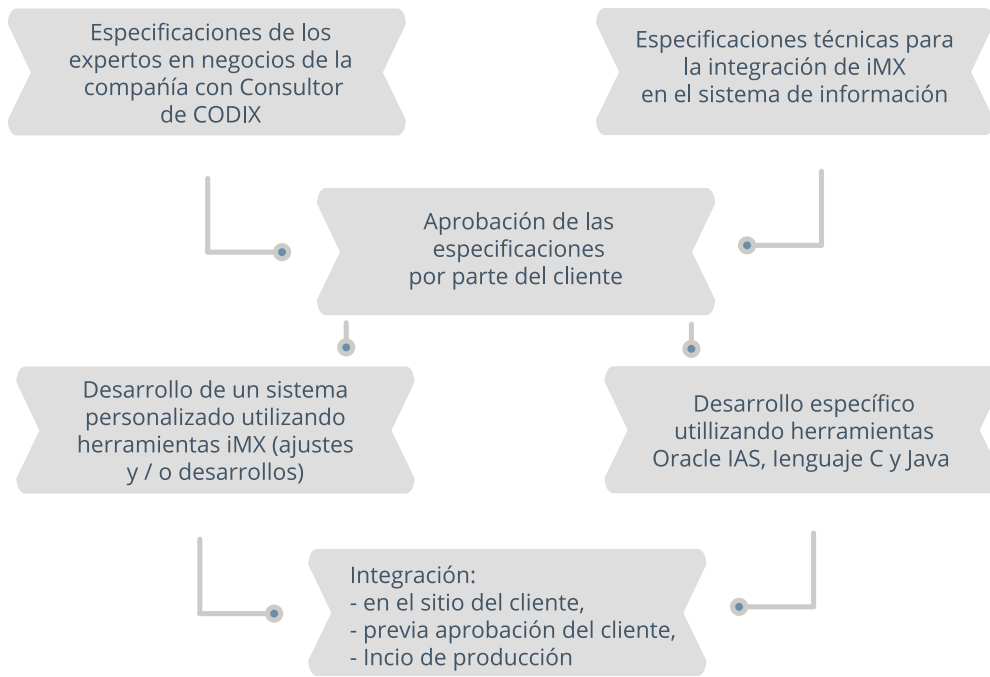 Especificaciones de los
expertos en negocios de la
compańía con Consultor
de CODIX
Especificaciones técnicas para
la integración de iMX
en el sistema de información
Aprobación de las
especificaciones
por parte del cliente
Desarrollo de un sistema
personalizado utilizando
herramientas iMX (ajustes
y / o desarrollos)
Desarrollo específico
utillizando herramientas
Oracle IAS, lenguaje C y Java
Integración:
- en el sitio del cliente,
- previa aprobación del cliente,
- Incio de producción